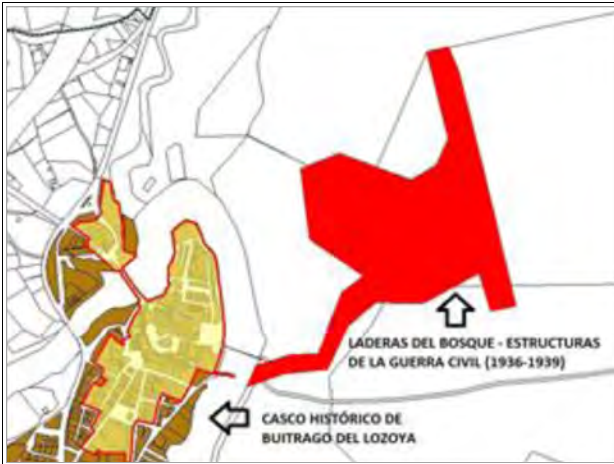 LADERAS DEL BOSQUE - ESTRUCTURAS
DE LA GUERRA CIVIL (1936-1939)
CASCO HISTÓRICO DE
BUITRAGO DEL LOZOYA